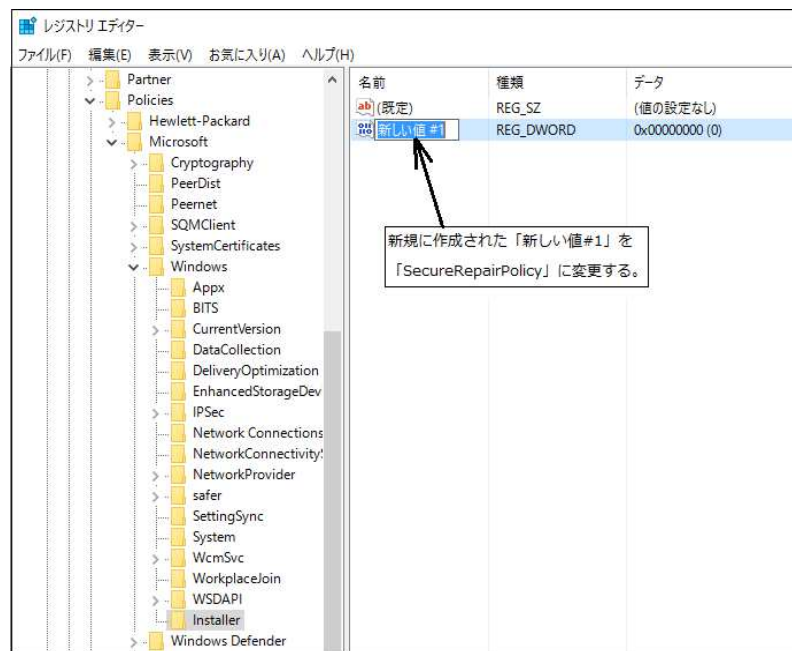 レジストリ エディター
ファイル(F) 編集(E) 表示(V) お気に入り(A) ヘルプ(H)
Partner
Policies
Hewlett-Packard
Microsoft
Cryptography
PeerDist
Peernet
SQMClient
SystemCertificates
Windows
Appx
BITS
CurrentVersion
DataCollection
DeliveryOptimization
EnhancedStorageDev
IPSec
Network Connections
NetworkConnectivityS
NetworkProvider
safer
SettingSync
System
WcmSvc
WorkplaceJoin
WSDAPI
Installer
Windows Defender
名前 種類 データ
ab (既定) REG_SZ (値の設定なし)
新しい値 #1 REG_DWORD 0x00000000 (0)
新規に作成された「新しい値#1」を
「SecureRepairPolicy」に変更する。